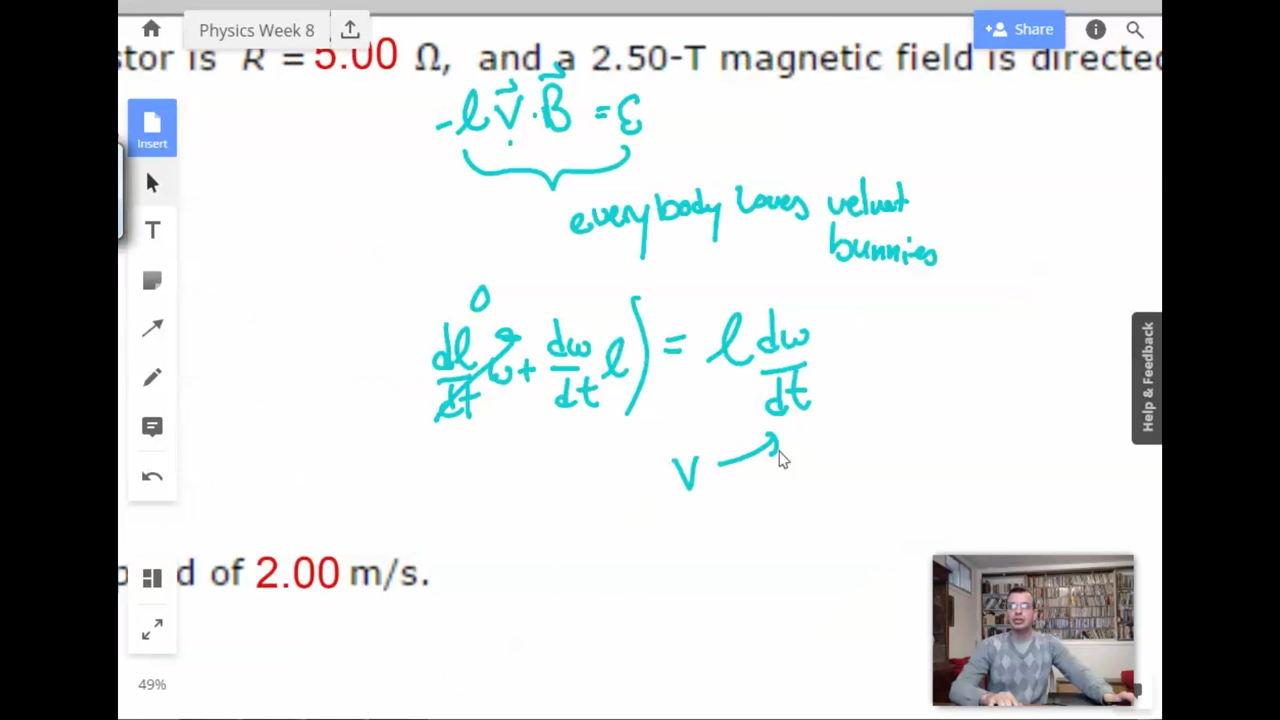 Physics Week 8
Share
stor is R = 5.00 Ω, and a 2.50-T magnetic field is directed
Insert
-ℓV⃗·B⃗ = ℰ
everybody loves velvet
bunnies
0
dℓ/dt ω + dω/dt ℓ) = ℓ dω/dt
V
d of 2.00 m/s.
Help & Feedback
49%